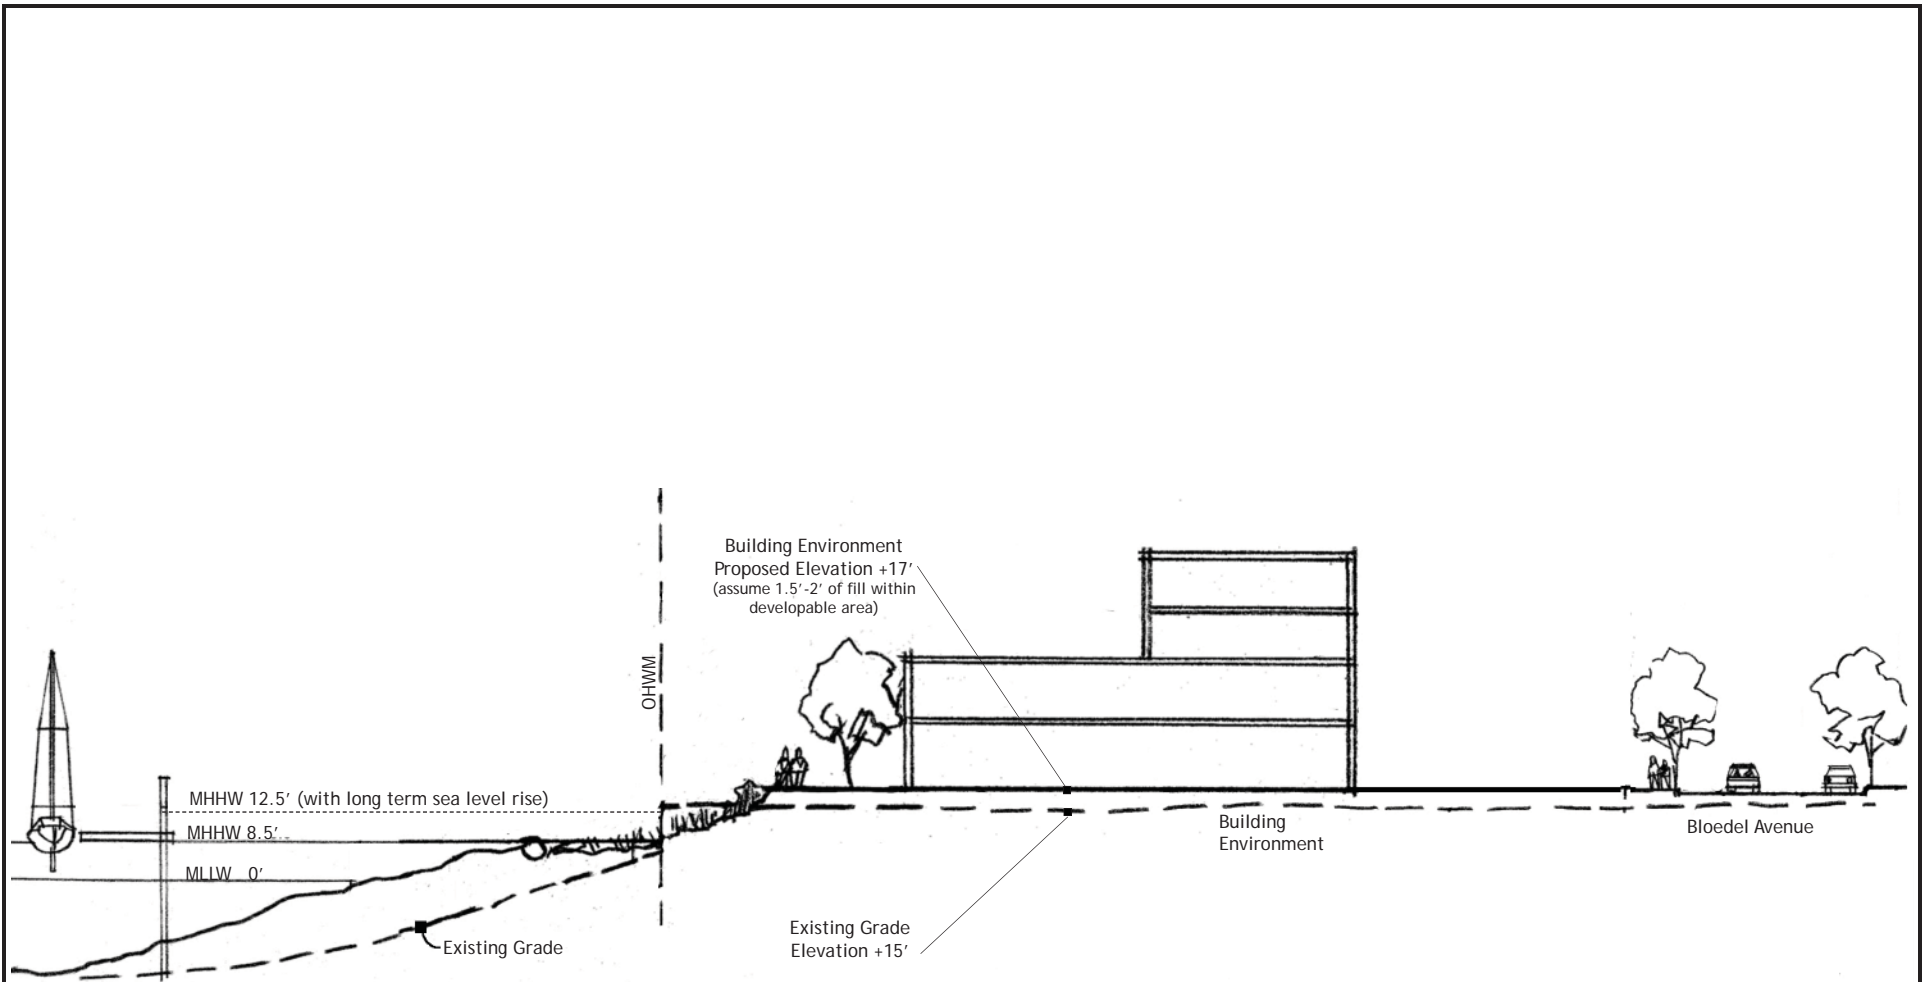 Building Environment
Proposed Elevation +17'
(assume 1.5'-2' of fill within
developable area)
OHWM
MHHW 12.5' (with long term sea level rise)
MHHW 8.5'
MLLW 0'
Building
Environment
Bloedel Avenue
Existing Grade
Existing Grade
Elevation +15'